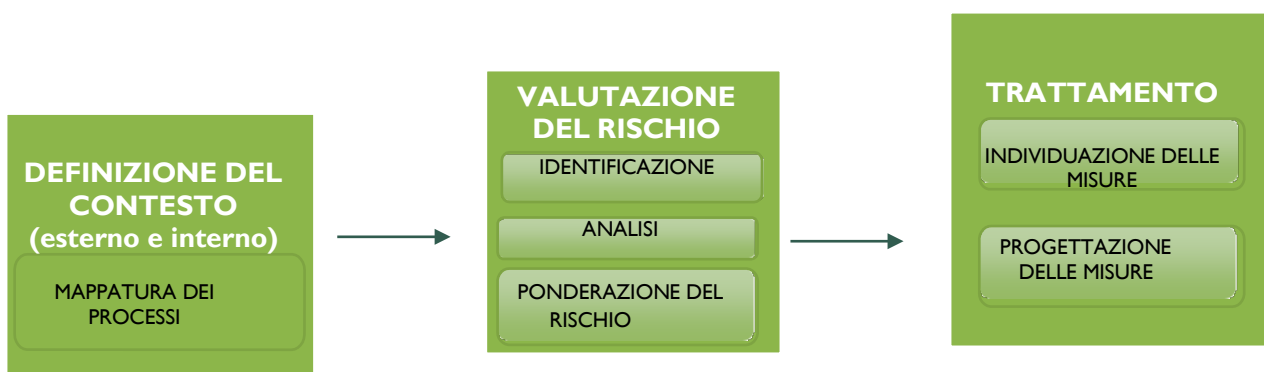 DEFINIZIONE DEL
CONTESTO
(esterno e interno)
MAPPATURA DEI
PROCESSI
VALUTAZIONE
DEL RISCHIO
IDENTIFICAZIONE
ANALISI
PONDERAZIONE DEL
RISCHIO
TRATTAMENTO
INDIVIDUAZIONE DELLE
MISURE
PROGETTAZIONE
DELLE MISURE